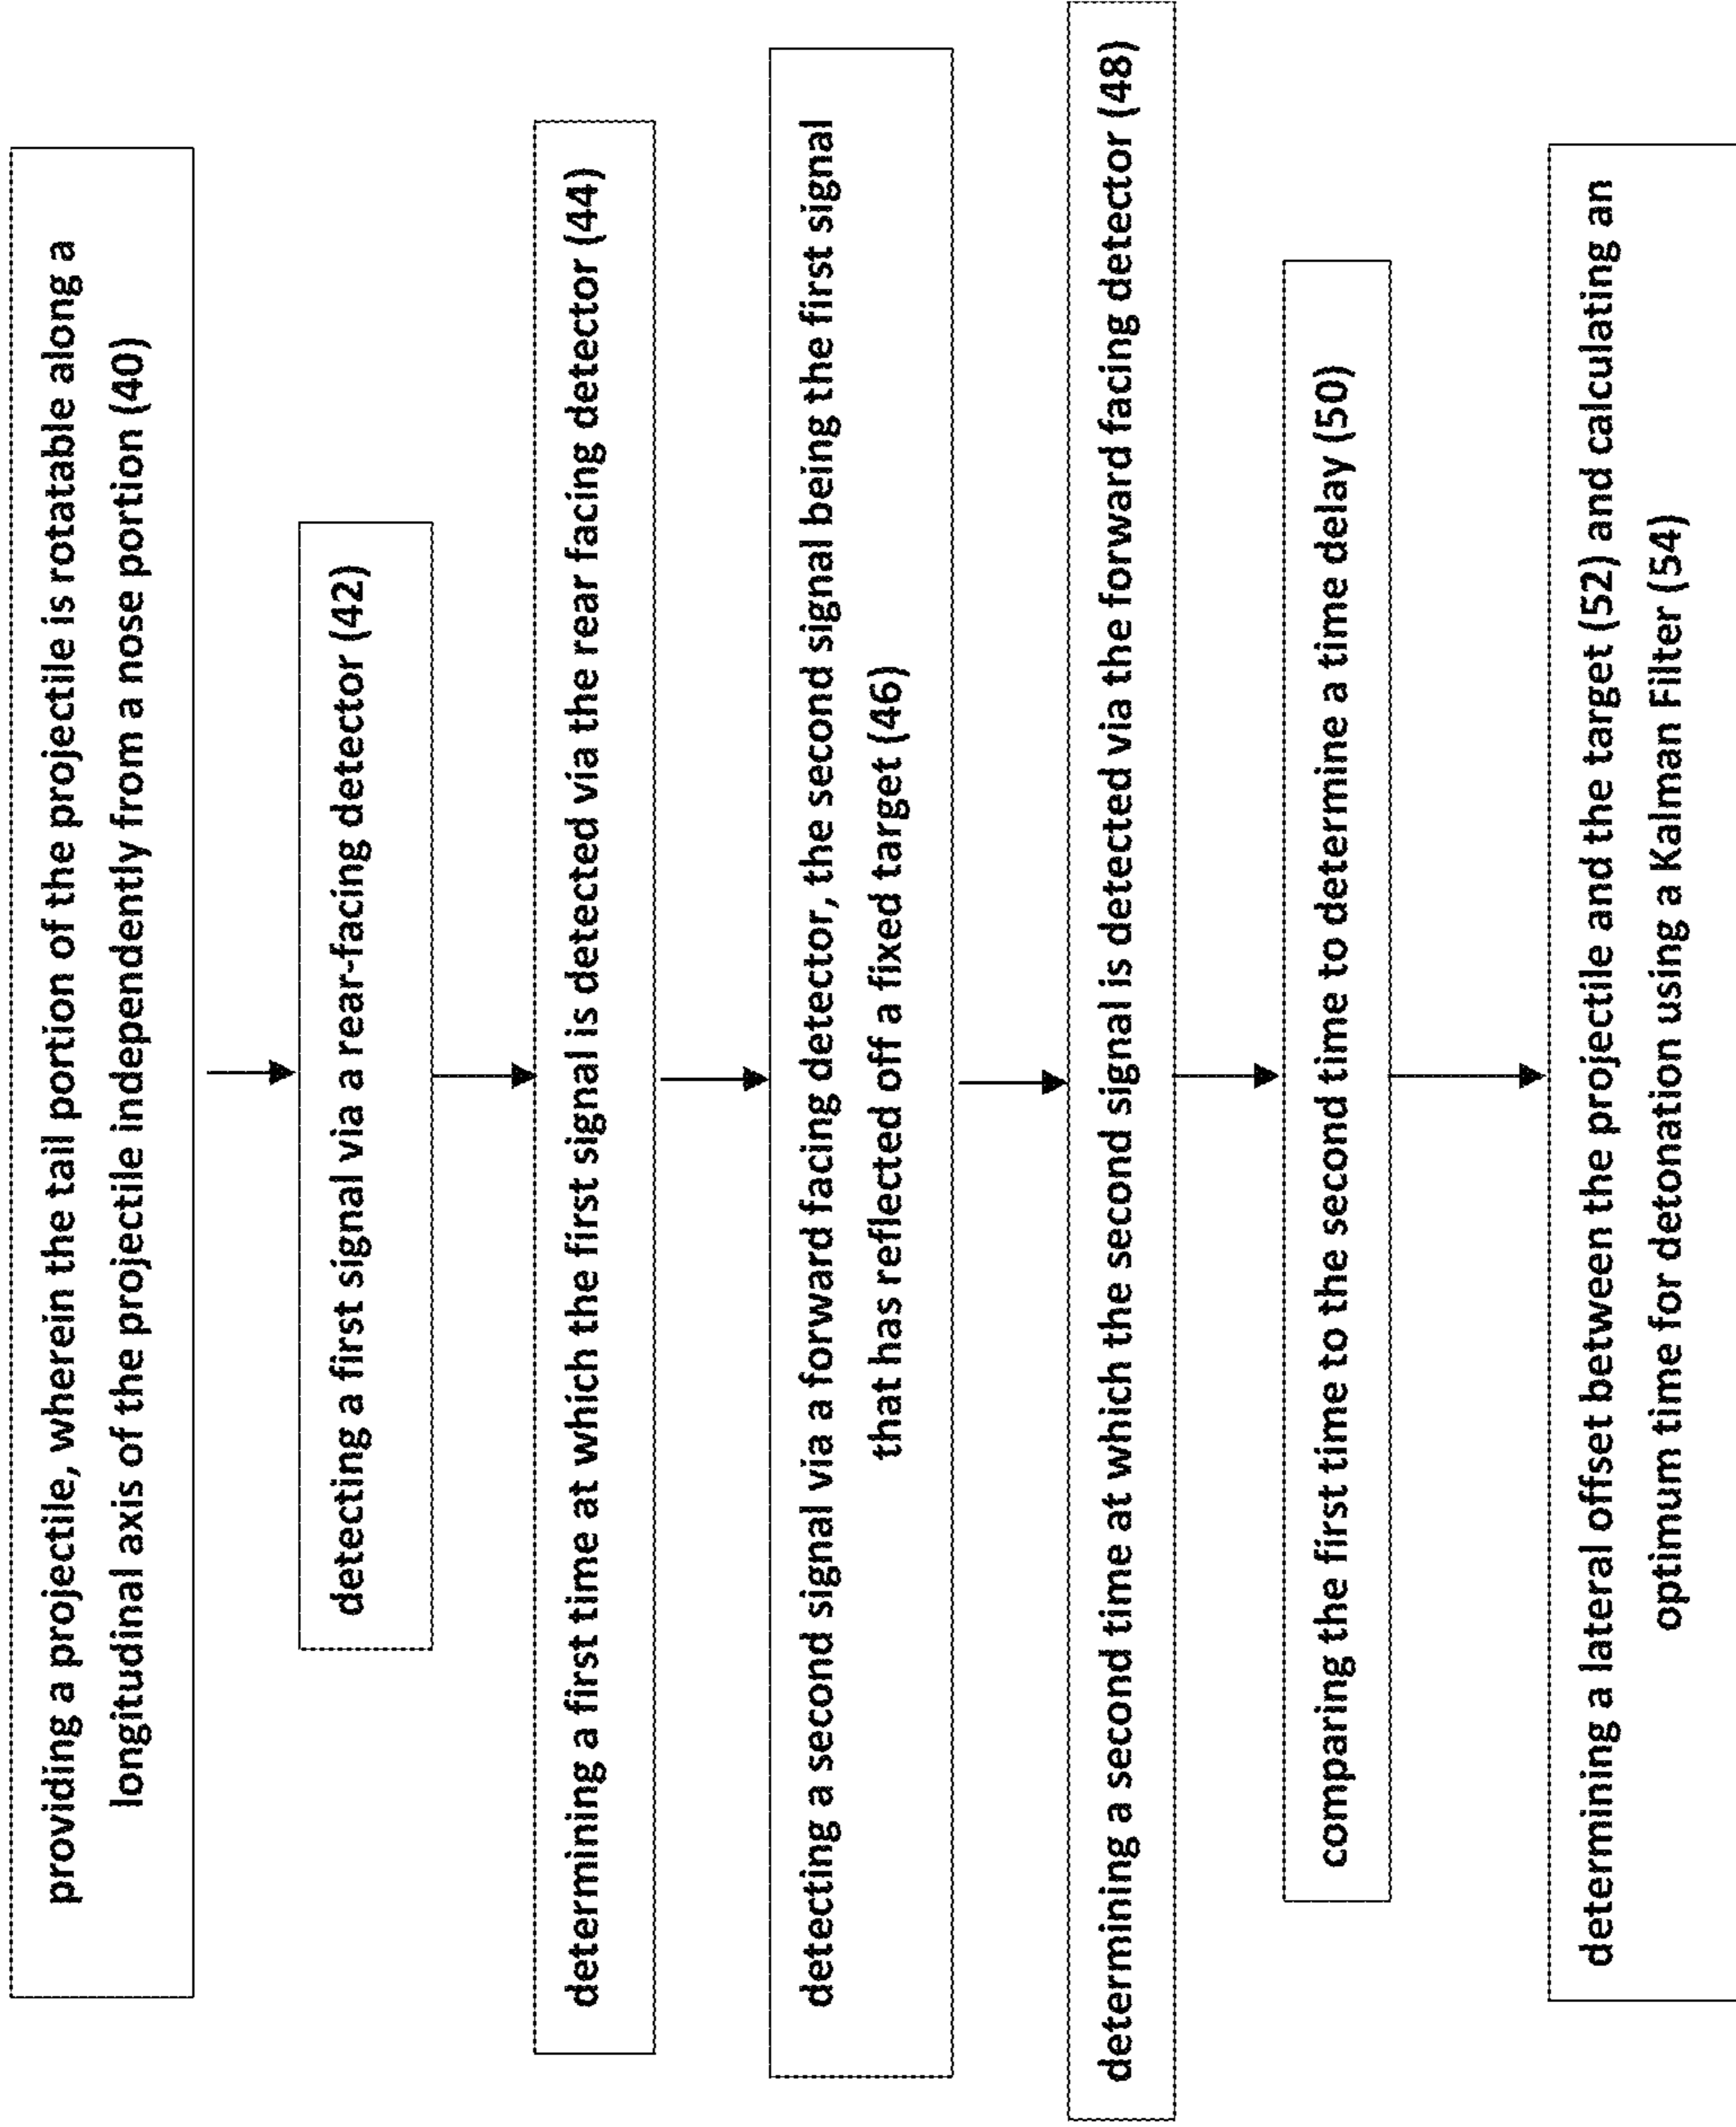 providing a projectile, wherein the tail portion of the projectile is rotatable along a
longitudinal axis of the projectile independently from a nose portion (40)
detecting a first signal via a rear-facing detector (42)
determining a first time at which the first signal is detected via the rear facing detector (44)
detecting a second signal via a forward facing detector, the second signal being the first signal
that has reflected off a fixed target (46)
determining a second time at which the second signal is detected via the forward facing detector (48)
comparing the first time to the second time to determine a time delay (50)
determining a lateral offset between the projectile and the target (52) and calculating an
optimum time for detonation using a Kalman Filter (54)